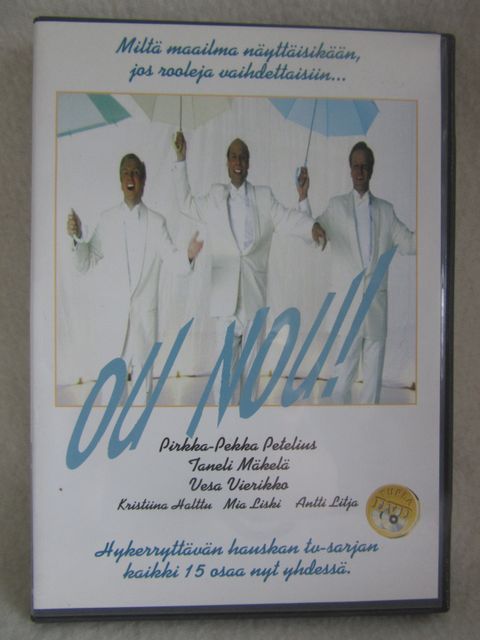 Miltä maailma näyttäisikään,
jos rooleja vaihdettaisiin...
OU NOU!!
Pirkka-Pekka Petelius
Taneli Mäkelä
Vesa Vierikko
Kristiina Halttu Mia Liski Antti Litja
Hykerryttävän hauskan tv-sarjan
kaikki 15 osaa nyt yhdessä.